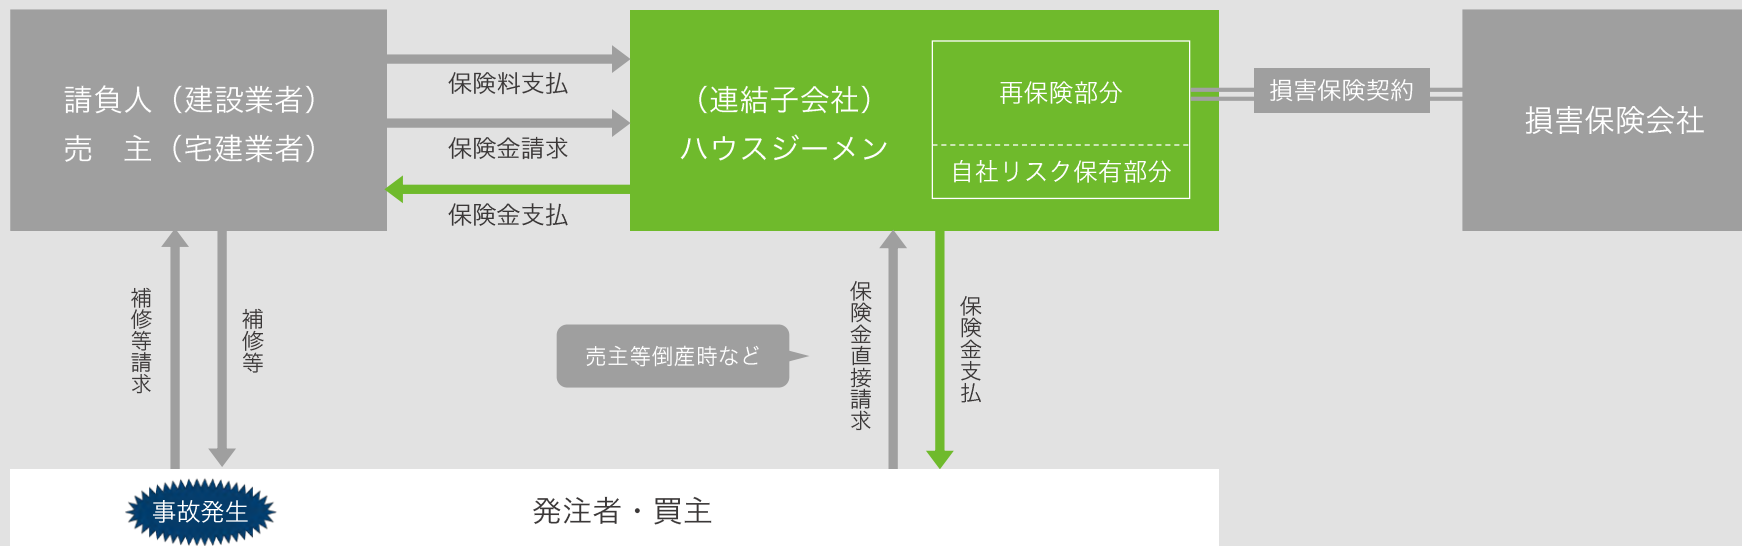 請負人（建設業者）
売　主（宅建業者）
保険料支払
保険金請求
保険金支払
（連結子会社）
ハウスジーメン
再保険部分
自社リスク保有部分
損害保険契約
損害保険会社
補修等請求
補修等
売主等倒産時など
保険金直接請求
保険金支払
事故発生
発注者・買主